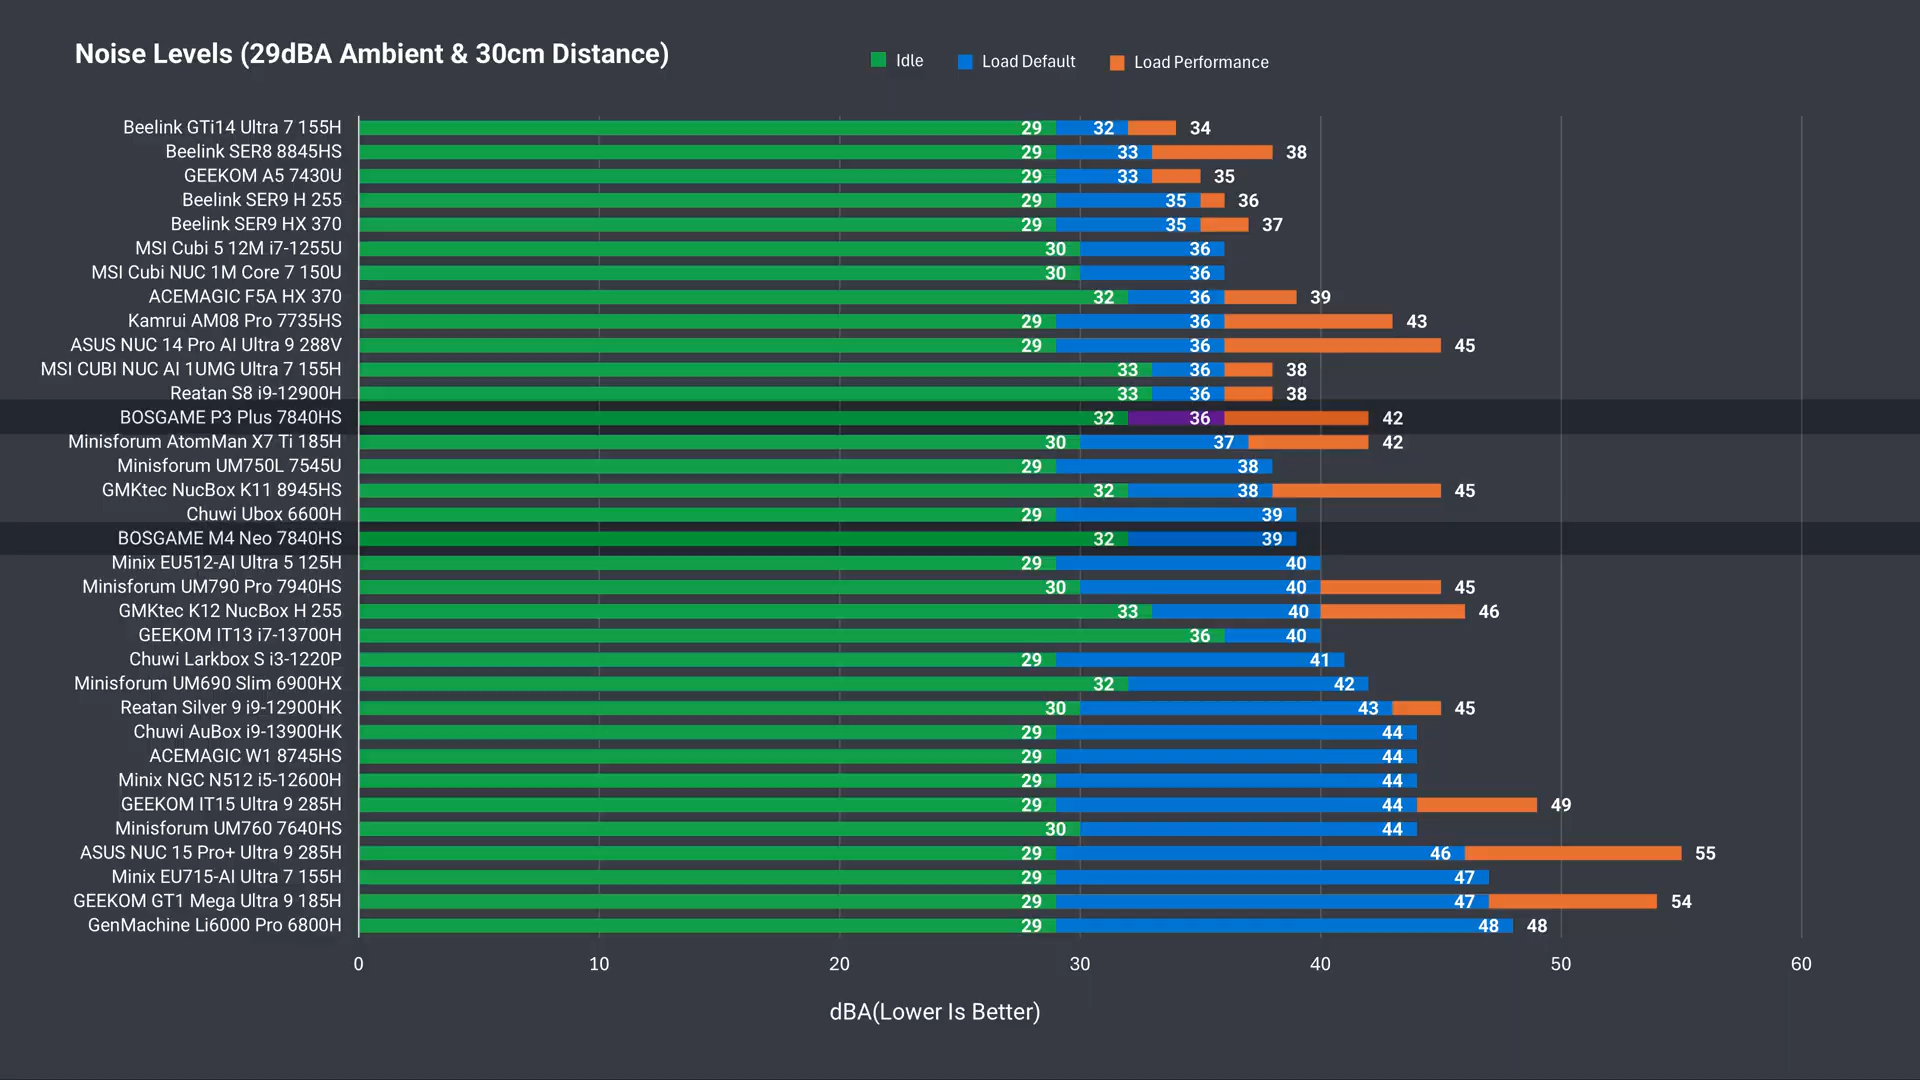 Noise Levels (29dBA Ambient & 30cm Distance)
Idle Load Default Load Performance
Beelink GTi14 Ultra 7 155H 29 32 34
Beelink SER8 8845HS 29 33 38
GEEKOM A5 7430U 29 33 35
Beelink SER9 H 255 29 35 36
Beelink SER9 HX 370 29 35 37
MSI Cubi 5 12M i7-1255U 30 36
MSI Cubi NUC 1M Core 7 150U 30 36
ACEMAGIC F5A HX 370 32 36 39
Kamrui AM08 Pro 7735HS 29 36 43
ASUS NUC 14 Pro AI Ultra 9 288V 29 36 45
MSI CUBI NUC AI 1UMG Ultra 7 155H 33 36 38
Reatan S8 i9-12900H 33 36 38
BOSGAME P3 Plus 7840HS 32 36 42
Minisforum AtomMan X7 Ti 185H 30 37 42
Minisforum UM750L 7545U 29 38
GMKtec NucBox K11 8945HS 32 38 45
Chuwi Ubox 6600H 29 39
BOSGAME M4 Neo 7840HS 32 39
Minix EU512-AI Ultra 5 125H 29 40
Minisforum UM790 Pro 7940HS 30 40 45
GMKtec K12 NucBox H 255 33 40 46
GEEKOM IT13 i7-13700H 36 40
Chuwi Larkbox S i3-1220P 29 41
Minisforum UM690 Slim 6900HX 32 42
Reatan Silver 9 i9-12900HK 30 43 45
Chuwi AuBox i9-13900HK 29 44
ACEMAGIC W1 8745HS 29 44
Minix NGC N512 i5-12600H 29 44
GEEKOM IT15 Ultra 9 285H 29 44 49
Minisforum UM760 7640HS 30 44
ASUS NUC 15 Pro+ Ultra 9 285H 29 46 55
Minix EU715-AI Ultra 7 155H 29 47
GEEKOM GT1 Mega Ultra 9 185H 29 47 54
GenMachine Li6000 Pro 6800H 29 48 48
0 10 20 30 40 50 60
dBA(Lower Is Better)